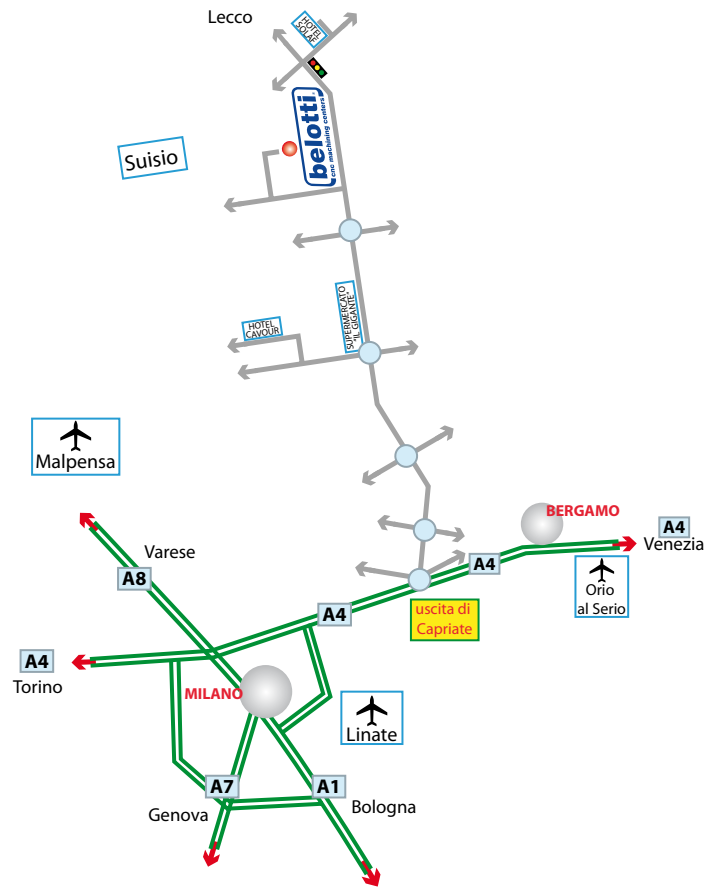 Lecco
HOTEL
SOLAF
belotti
cnc machining centers
Suisio
SUPERMERCATO
"IL GIGANTE"
HOTEL
CAVOUR
Malpensa
BERGAMO
A4
Venezia
Varese
A8
A4
A4
Orio
al Serio
uscita di
Capriate
A4
Torino
MILANO
Linate
A7
A1
Genova
Bologna